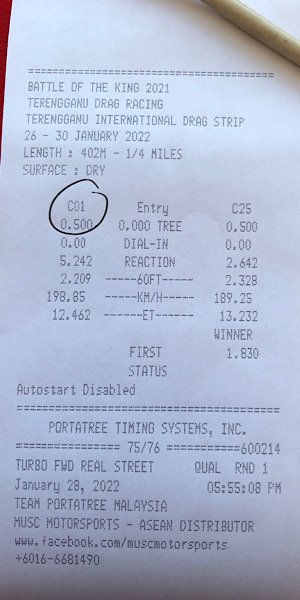 ==================================
BATTLE OF THE KING 2021
TERENGGANU DRAG RACING
TERENGGANU INTERNATIONAL DRAG STRIP
26 - 30 JANUARY 2022
LENGTH : 402M - 1/4 MILES
SURFACE : DRY
C01 Entry C25
0.500 0.000 TREE 0.500
0.00 DIAL-IN 0.00
5.242 REACTION 2.642
2.209 -----60FT----- 2.328
198.85 -----KM/H----- 189.25
12.462 ------ET------ 13.232
WINNER
FIRST 1.830
STATUS
Autostart Disabled
==================================
PORTATREE TIMING SYSTEMS, INC.
=============== 75/76 ===========600214
TURBO FWD REAL STREET QUAL RND 1
January 28, 2022 05:55:08 PM
TEAM PORTATREE MALAYSIA
MUSC MOTORSPORTS - ASEAN DISTRIBUTOR
www.facebook.com/muscmotorsports
+6016-6681490